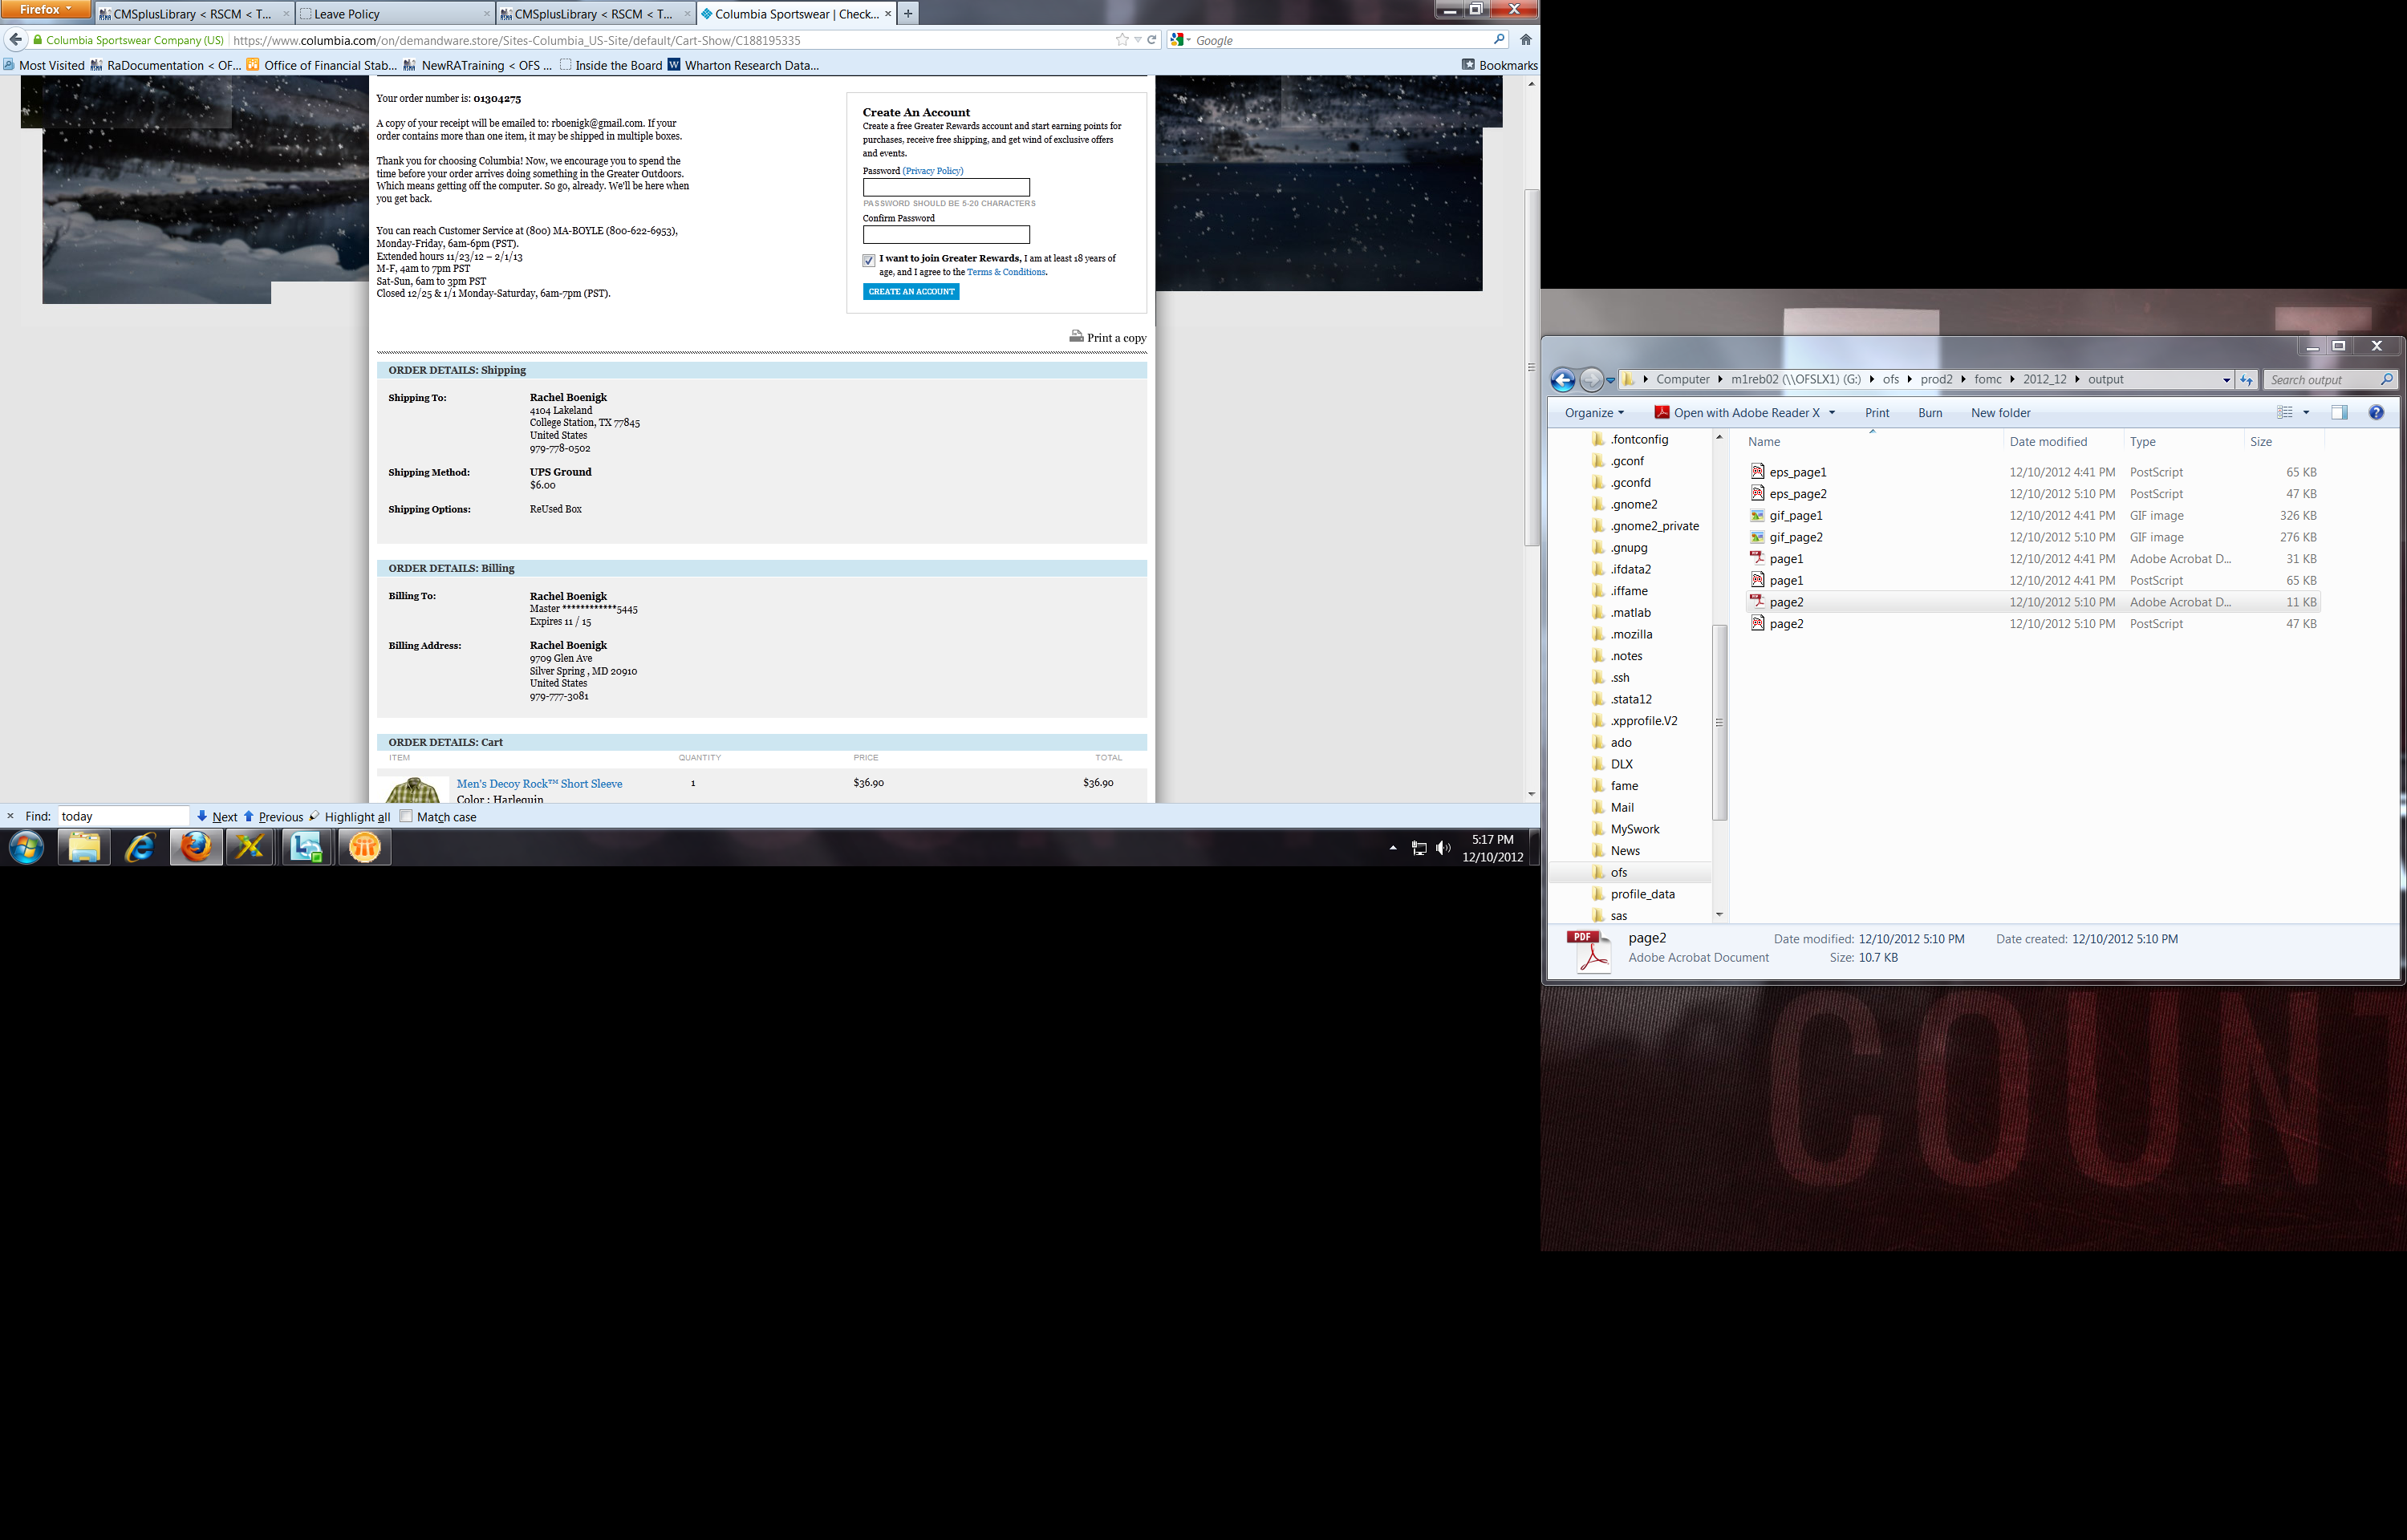 Firefox
CMSplusLibrary < RSCM < T...
Leave Policy
CMSplusLibrary < RSCM < T...
Columbia Sportswear | Check...
Columbia Sportswear Company (US)
https://www.columbia.com/on/demandware.store/Sites-Columbia_US-Site/default/Cart-Show/C188195335
Google
Most Visited
RaDocumentation < OF...
Office of Financial Stab...
NewRATraining < OFS ...
Inside the Board
Wharton Research Data...
Bookmarks
Your order number is: 01304275
A copy of your receipt will be emailed to: rboenigk@gmail.com. If your
order contains more than one item, it may be shipped in multiple boxes.
Thank you for choosing Columbia! Now, we encourage you to spend the
time before your order arrives doing something in the Greater Outdoors.
Which means getting off the computer. So go, already. We'll be here when
you get back.
You can reach Customer Service at (800) MA-BOYLE (800-622-6953),
Monday-Friday, 6am-6pm (PST).
Extended hours 11/23/12 – 2/1/13
M-F, 4am to 7pm PST
Sat-Sun, 6am to 3pm PST
Closed 12/25 & 1/1 Monday-Saturday, 6am-7pm (PST).
Create An Account
Create a free Greater Rewards account and start earning points for
purchases, receive free shipping, and get wind of exclusive offers
and events.
Password (Privacy Policy)
PASSWORD SHOULD BE 5-20 CHARACTERS
Confirm Password
I want to join Greater Rewards, I am at least 18 years of
age, and I agree to the Terms & Conditions.
CREATE AN ACCOUNT
Print a copy
ORDER DETAILS: Shipping
Shipping To: Rachel Boenigk
4104 Lakeland
College Station, TX 77845
United States
979-778-0502
Shipping Method: UPS Ground
$6.00
Shipping Options: ReUsed Box
ORDER DETAILS: Billing
Billing To: Rachel Boenigk
Master ************5445
Expires 11 / 15
Billing Address: Rachel Boenigk
9709 Glen Ave
Silver Spring , MD 20910
United States
979-777-3081
ORDER DETAILS: Cart
ITEM QUANTITY PRICE TOTAL
Men's Decoy Rock™ Short Sleeve 1 $36.90 $36.90
Color : Harlequin
Find: today Next Previous Highlight all Match case
5:17 PM
12/10/2012
Computer m1reb02 (\\OFSLX1) (G:) ofs prod2 fomc 2012_12 output
Search output
Organize Open with Adobe Reader X Print Burn New folder
.fontconfig
.gconf
.gconfd
.gnome2
.gnome2_private
.gnupg
.ifdata2
.iffame
.matlab
.mozilla
.notes
.ssh
.stata12
.xpprofile.V2
ado
DLX
fame
Mail
MySwork
News
ofs
profile_data
sas
Name Date modified Type Size
eps_page1 12/10/2012 4:41 PM PostScript 65 KB
eps_page2 12/10/2012 5:10 PM PostScript 47 KB
gif_page1 12/10/2012 4:41 PM GIF image 326 KB
gif_page2 12/10/2012 5:10 PM GIF image 276 KB
page1 12/10/2012 4:41 PM Adobe Acrobat D... 31 KB
page1 12/10/2012 4:41 PM PostScript 65 KB
page2 12/10/2012 5:10 PM Adobe Acrobat D... 11 KB
page2 12/10/2012 5:10 PM PostScript 47 KB
PDF
page2 Date modified: 12/10/2012 5:10 PM Date created: 12/10/2012 5:10 PM
Adobe Acrobat Document Size: 10.7 KB
COUNT